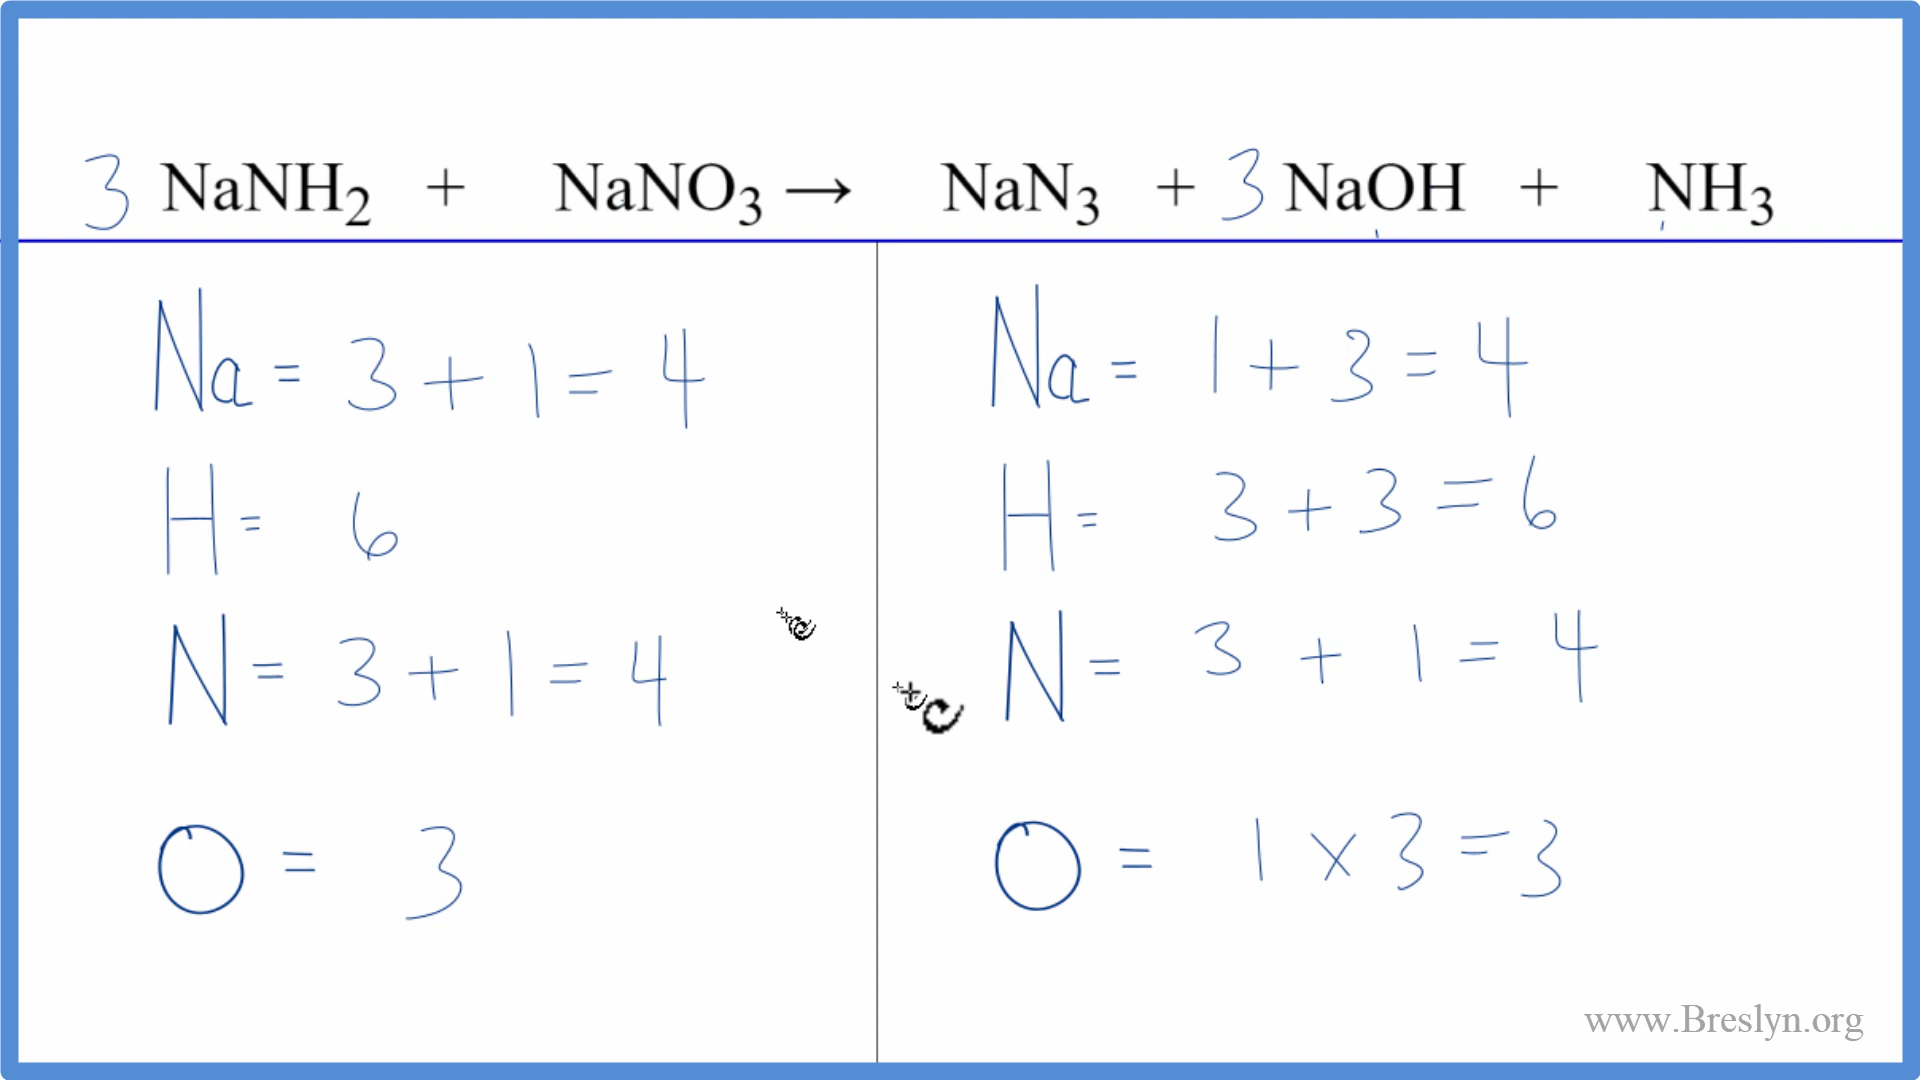 3 NaNH₂ + NaNO₃ → NaN₃ + 3 NaOH + NH₃
Na = 3 + 1 = 4
H = 6
N = 3 + 1 = 4
O = 3
Na = 1 + 3 = 4
H = 3 + 3 = 6
N = 3 + 1 = 4
O = 1 x 3 = 3
www.Breslyn.org